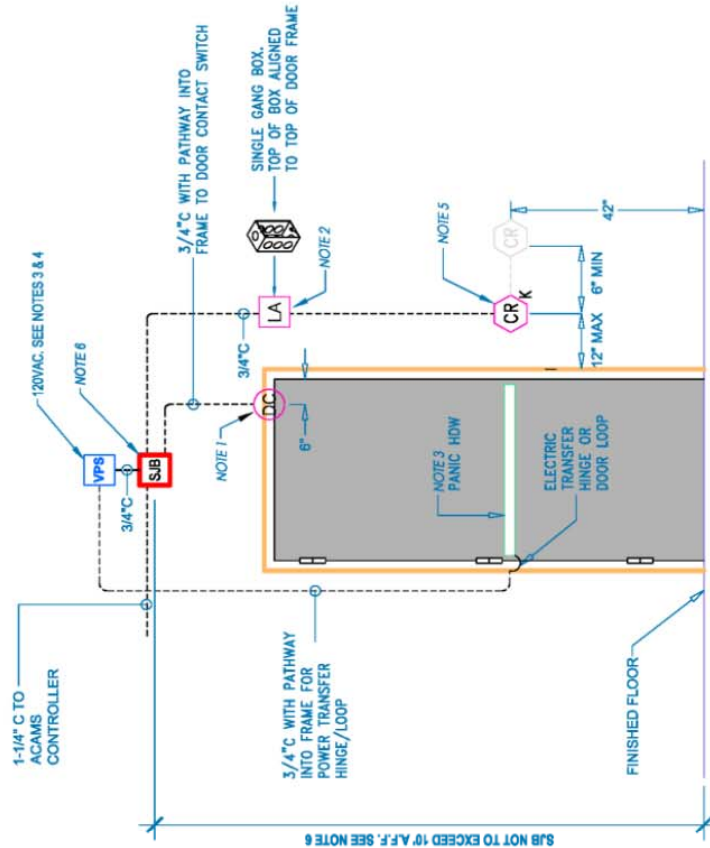 1-1/4" C TO
ACAMS
CONTROLLER
120VAC. SEE NOTES 3 & 4
NOTE 6
VPS
3/4"C
SJB
3/4"C WITH PATHWAY INTO
FRAME TO DOOR CONTACT SWITCH
SINGLE GANG BOX.
TOP OF BOX ALIGNED
TO TOP OF DOOR FRAME
3/4"C
LA
NOTE 2
NOTE 1
DC
6"
NOTE 5
CR
K
CR
12" MAX
6" MIN
42"
NOTE 3
PANIC HDW
ELECTRIC
TRANSFER
HINGE OR
DOOR LOOP
3/4"C WITH PATHWAY
INTO FRAME FOR
POWER TRANSFER
HINGE/LOOP
FINISHED FLOOR
SJB NOT TO EXCEED 10' A.F.F. SEE NOTE 6